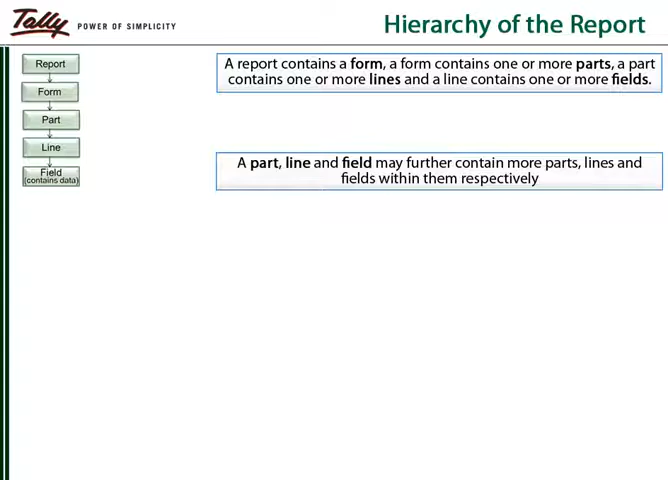 Tally POWER OF SIMPLICITY
Hierarchy of the Report
Report
Form
Part
Line
Field
(contains data)
A report contains a form, a form contains one or more parts, a part
contains one or more lines and a line contains one or more fields.
A part, line and field may further contain more parts, lines and
fields within them respectively